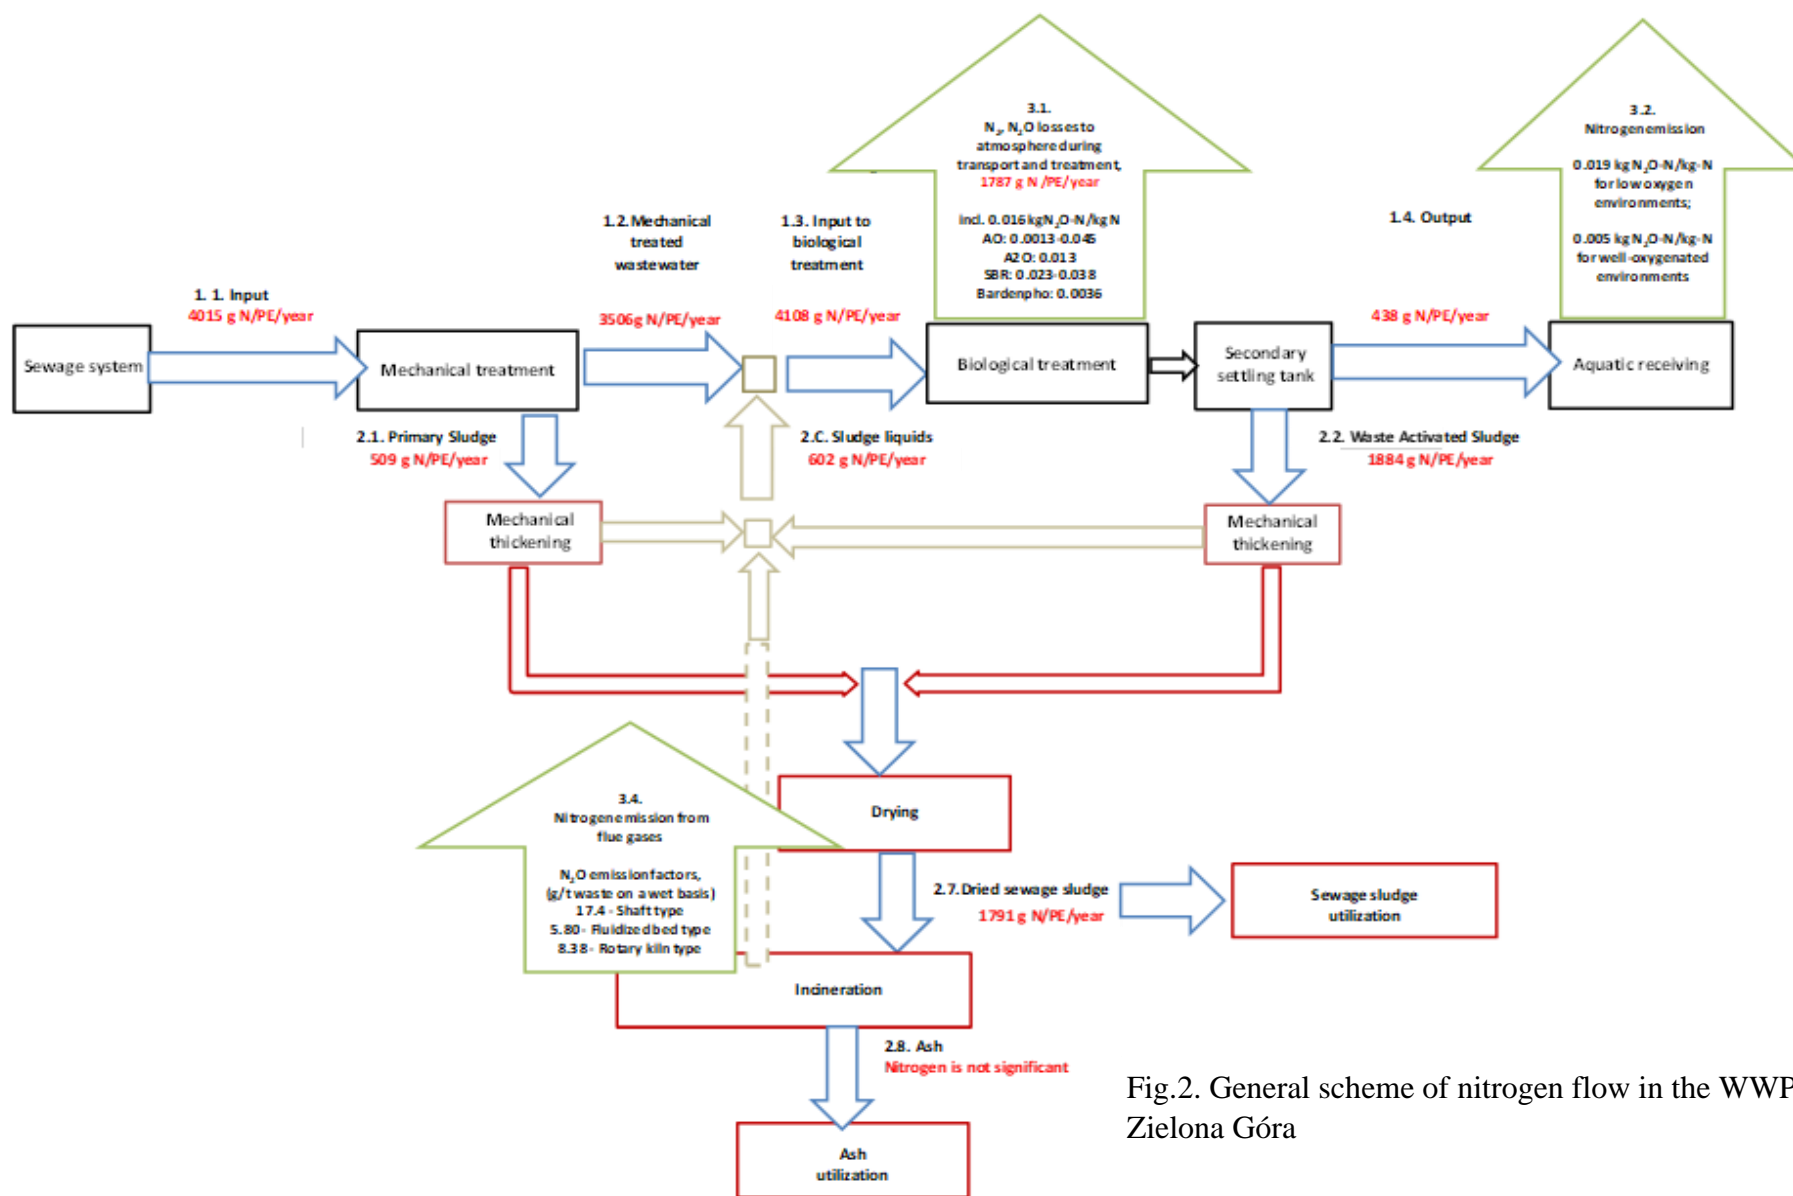 3.1.
N₂, N₂O losses to
atmosphere during
transport and treatment,
1787 g N /PE/year
incl. 0.016 kgN₂O-N/kg N
AO: 0.0013-0.045
A2O: 0.013
SBR: 0.023-0.038
Bardenpho: 0.0036
3.2.
Nitrogen emission
0.019 kg N₂O-N/kg-N
for low oxygen
environments;
0.005 kg N₂O-N/kg-N
for well-oxygenated
environments
1. 1. Input
4015 g N/PE/year
1.2. Mechanical
treated
wastewater
3506g N/PE/year
1.3. Input to
biological
treatment
4108 g N/PE/year
1.4. Output
438 g N/PE/year
Sewage system
Mechanical treatment
Biological treatment
Secondary
settling tank
Aquatic receiving
2.1. Primary Sludge
509 g N/PE/year
2.C. Sludge liquids
602 g N/PE/year
2.2. Waste Activated Sludge
1884 g N/PE/year
Mechanical
thickening
Mechanical
thickening
3.4.
Nitrogen emission from
flue gases
N₂O emission factors,
(g/t waste on a wet basis)
17.4 - Shaft type
5.80 - Fluidized bed type
8.38 - Rotary kiln type
Drying
2.7. Dried sewage sludge
1791 g N/PE/year
Sewage sludge
utilization
Incineration
2.8. Ash
Nitrogen is not significant
Ash
utilization
Fig.2. General scheme of nitrogen flow in the WWP
Zielona Góra